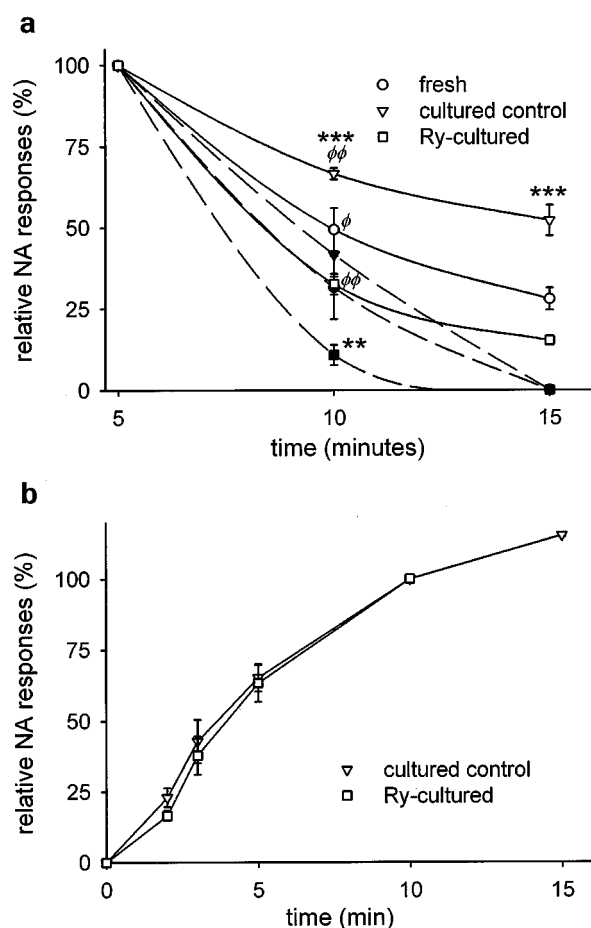 a
relative NA responses (%)
100
75
50
25
0
fresh
cultured control
Ry-cultured
***
ϕϕ
***
ϕ
ϕϕ
**
5
10
15
time (minutes)
b
relative NA responses (%)
100
75
50
25
0
cultured control
Ry-cultured
0
5
10
15
time (min)